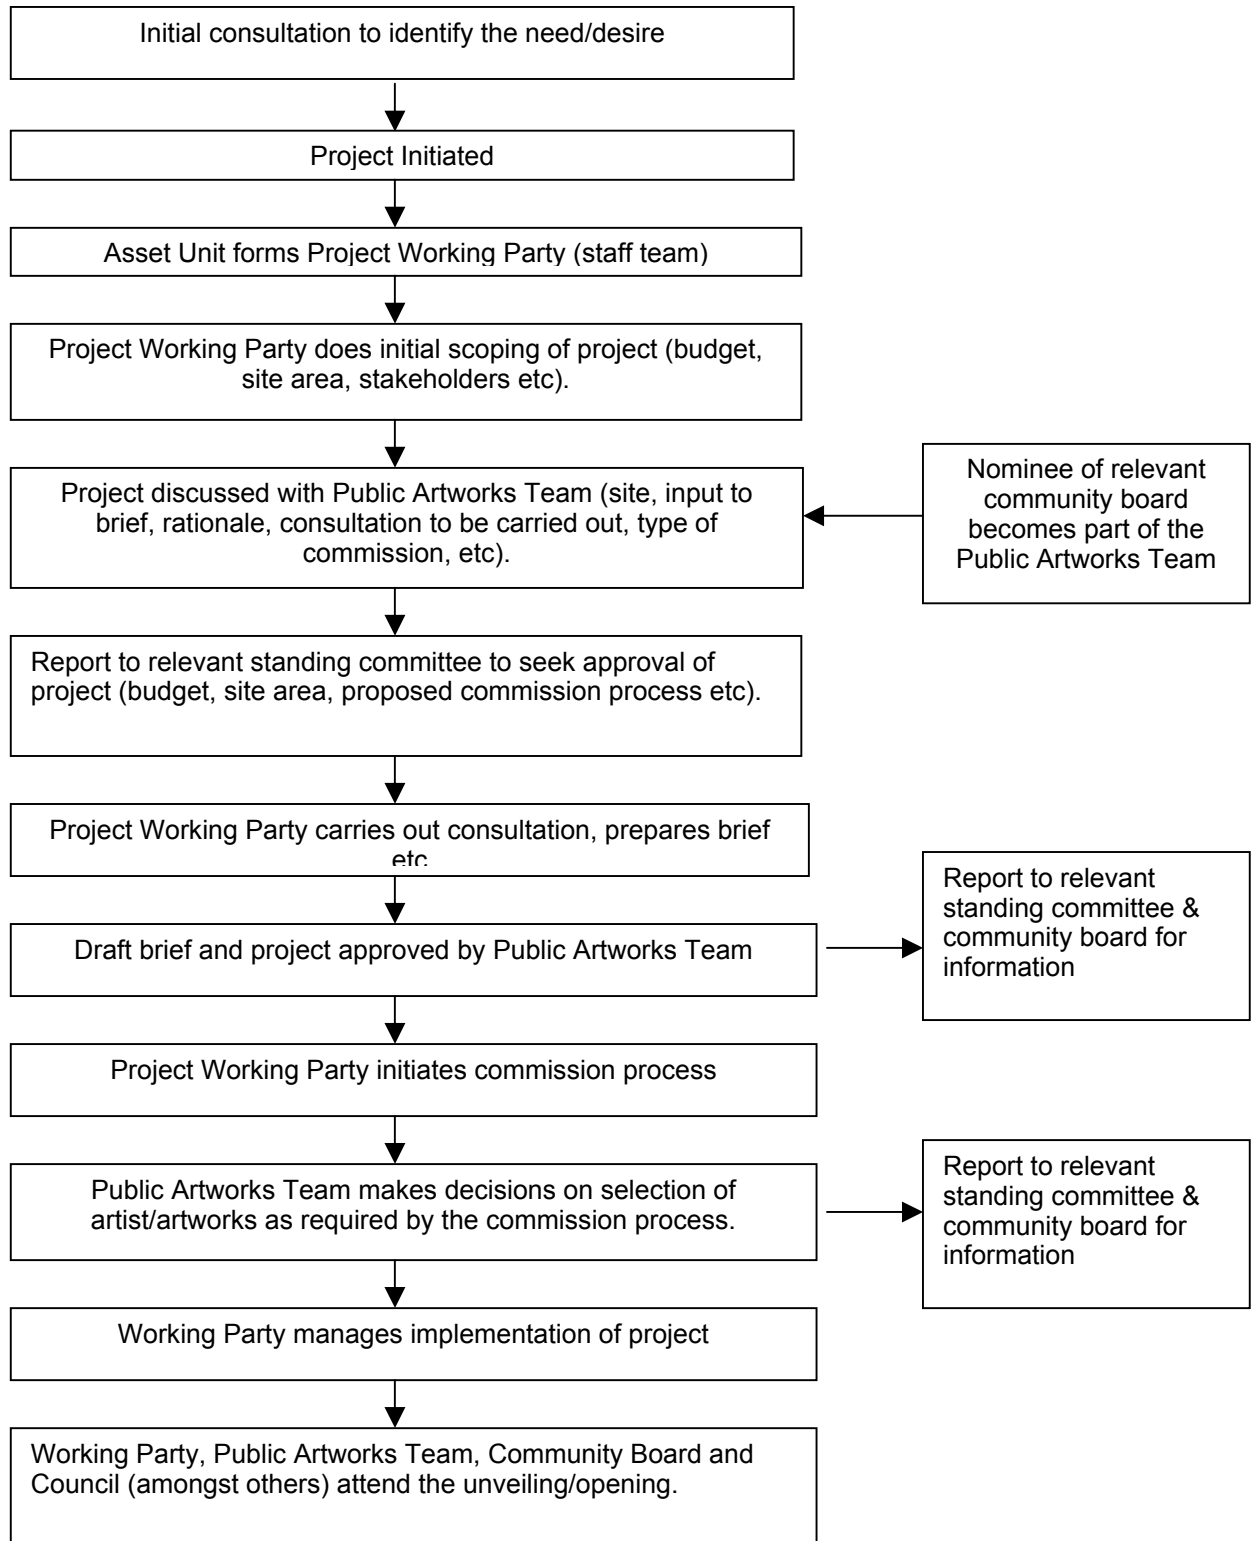 Initial consultation to identify the need/desire
Project Initiated
Asset Unit forms Project Working Party (staff team)
Project Working Party does initial scoping of project (budget,
site area, stakeholders etc).
Project discussed with Public Artworks Team (site, input to
brief, rationale, consultation to be carried out, type of
commission, etc).
Nominee of relevant
community board
becomes part of the
Public Artworks Team
Report to relevant standing committee to seek approval of
project (budget, site area, proposed commission process etc).
Project Working Party carries out consultation, prepares brief
etc
Draft brief and project approved by Public Artworks Team
Report to relevant
standing committee &
community board for
information
Project Working Party initiates commission process
Public Artworks Team makes decisions on selection of
artist/artworks as required by the commission process.
Report to relevant
standing committee &
community board for
information
Working Party manages implementation of project
Working Party, Public Artworks Team, Community Board and
Council (amongst others) attend the unveiling/opening.